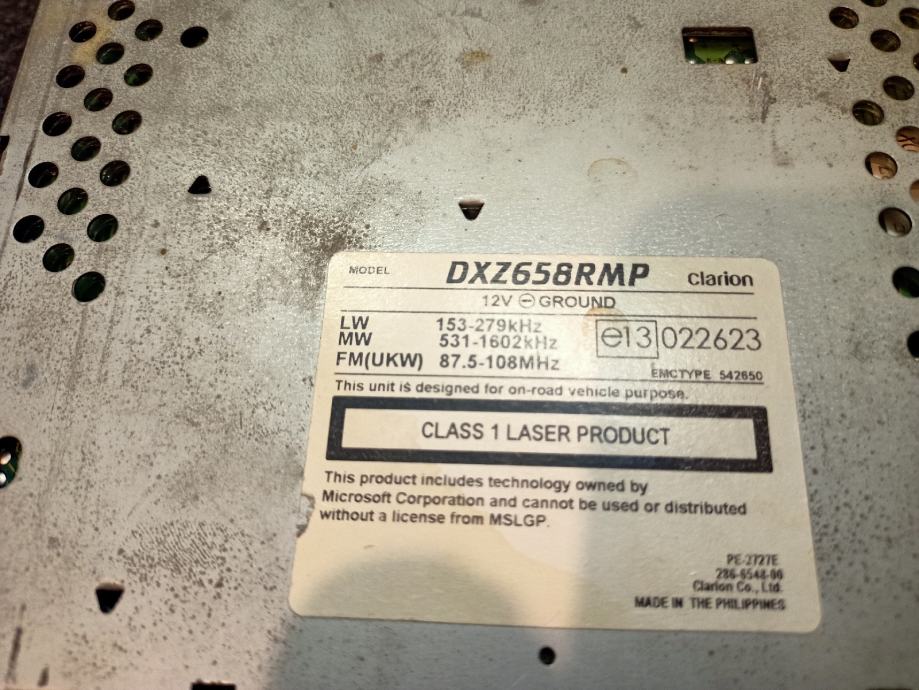 MODEL DXZ658RMP Clarion
12V ⊖ GROUND
LW 153-279kHz
MW 531-1602kHz
FM(UKW) 87.5-108MHz
e13 022623
EMCTYPE 542650
This unit is designed for on-road vehicle purpose.
CLASS 1 LASER PRODUCT
This product includes technology owned by
Microsoft Corporation and cannot be used or distributed
without a license from MSLGP.
PE-2727E
286-6548-00
Clarion Co., Ltd.
MADE IN THE PHILIPPINES